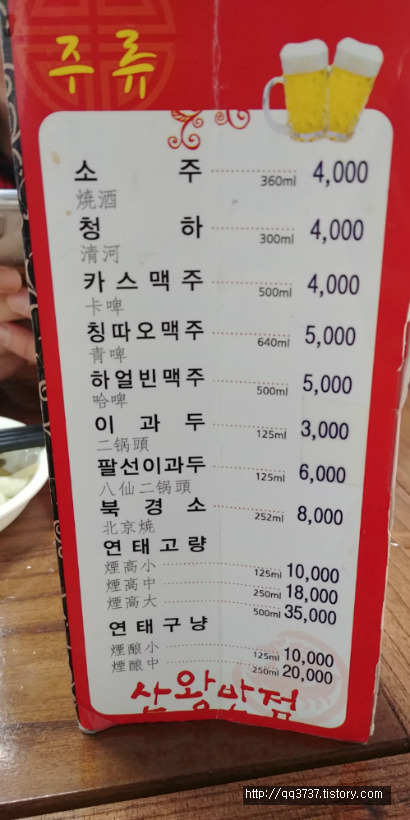 주류
소 주 360ml 4,000
燒酒
청 하 300ml 4,000
清河
카스맥주 500ml 4,000
卡啤
칭따오맥주 640ml 5,000
青啤
하얼빈맥주 500ml 5,000
哈啤
이 과 두 125ml 3,000
二锅頭
팔선이과두 125ml 6,000
八仙二锅頭
북 경 소 252ml 8,000
北京燒
연태고량
煙高小 125ml 10,000
煙高中 250ml 18,000
煙高大 500ml 35,000
연태구냥
煙酿小 125ml 10,000
煙酿中 250ml 20,000
삼왕반점
http://qq3737.tistory.com